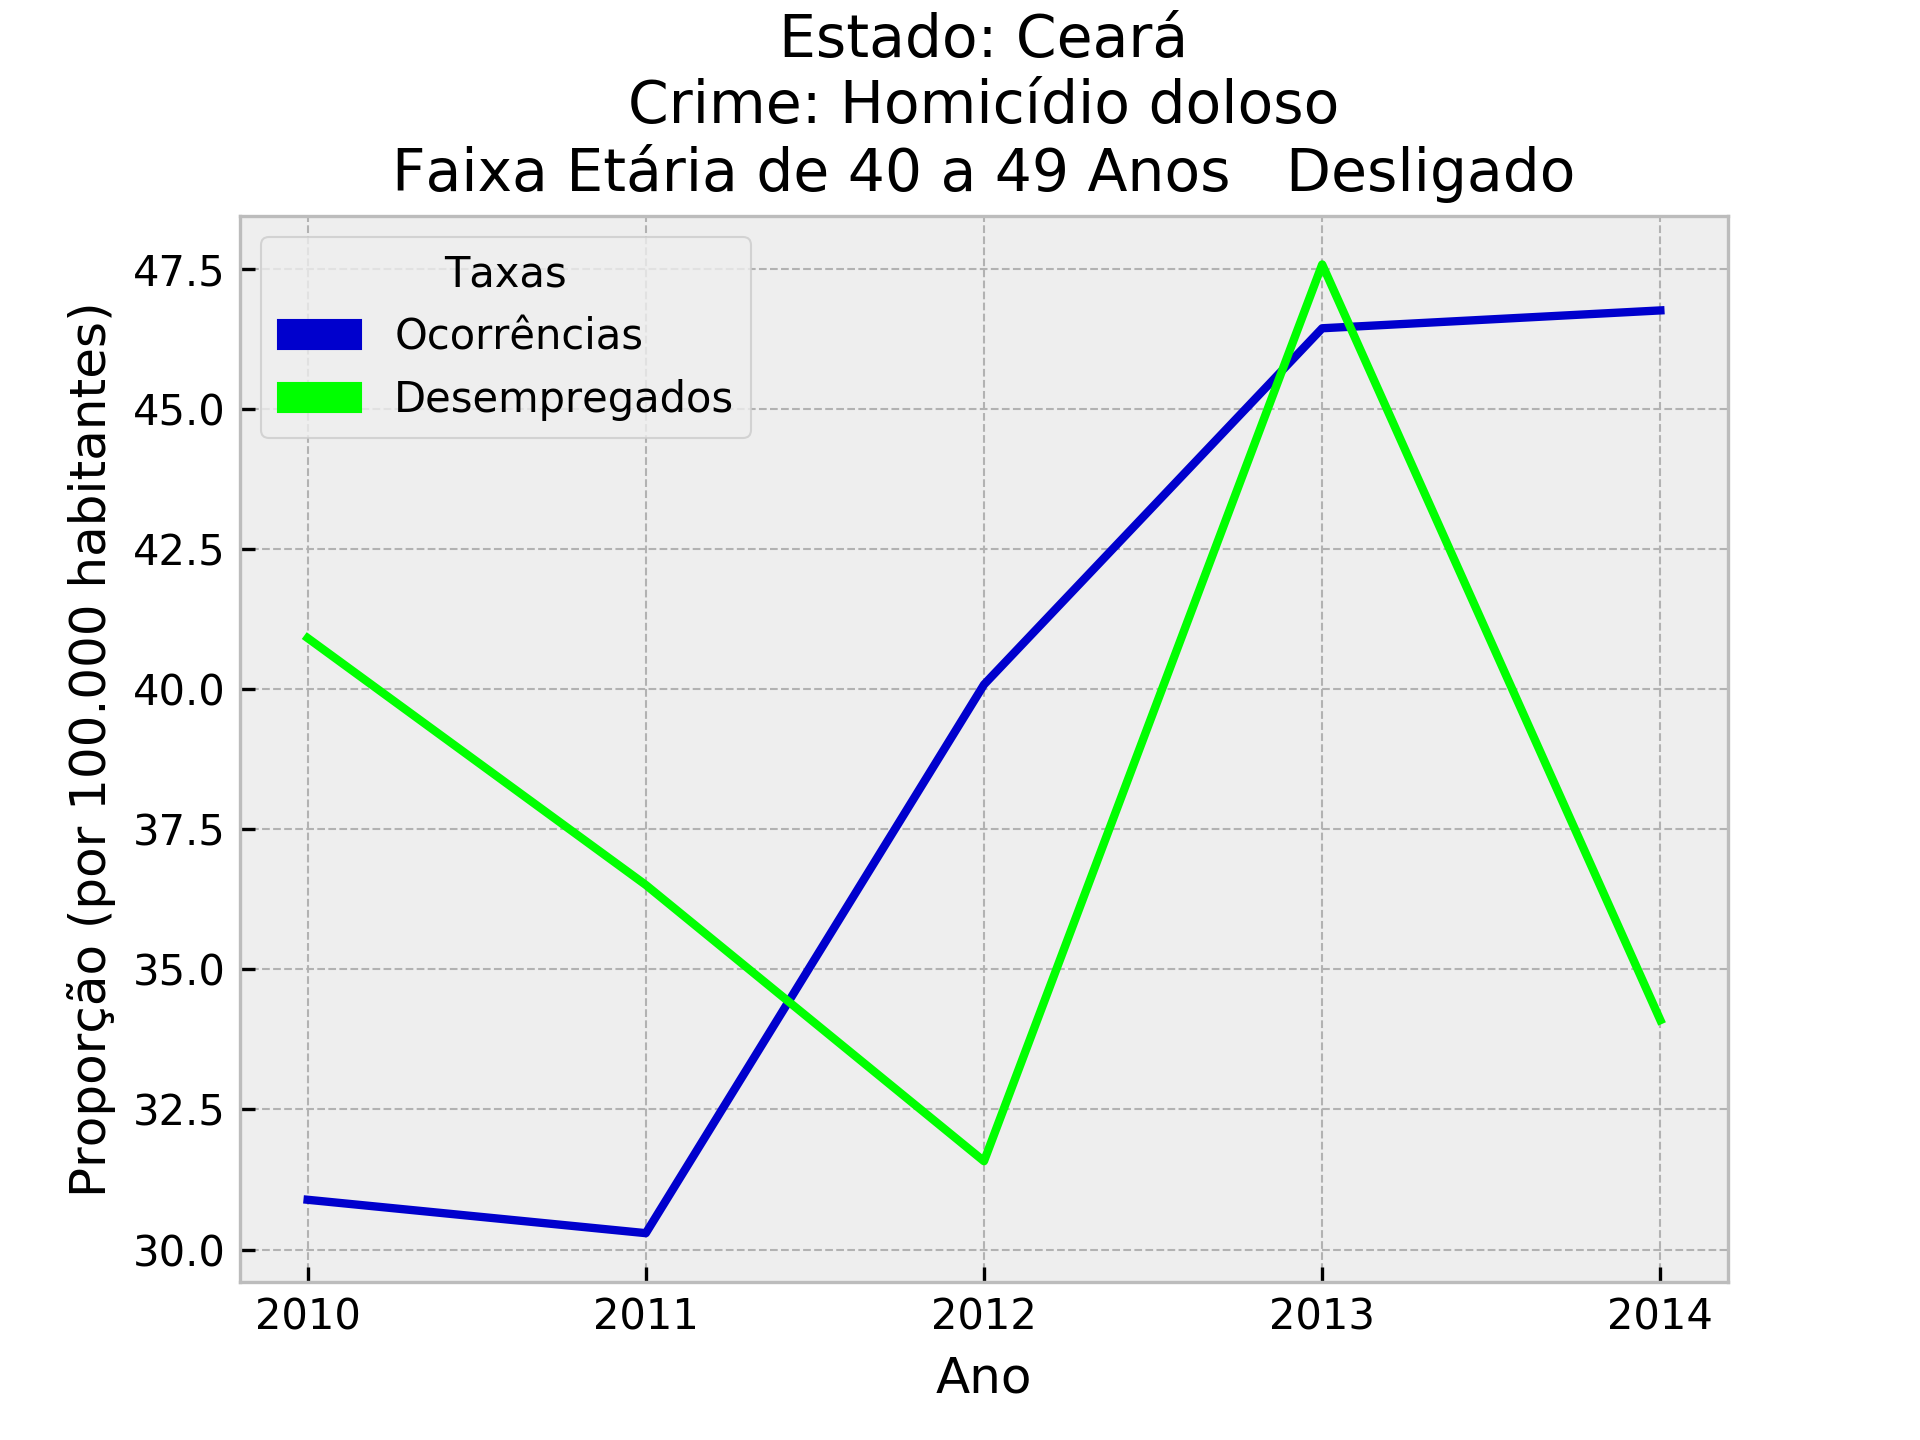 Estado: Ceará
Crime: Homicídio doloso
Faixa Etária de 40 a 49 Anos   Desligado
Taxas
Ocorrências
Desempregados
Proporção (por 100.000 habitantes)
47.5
45.0
42.5
40.0
37.5
35.0
32.5
30.0
2010 2011 2012 2013 2014
Ano